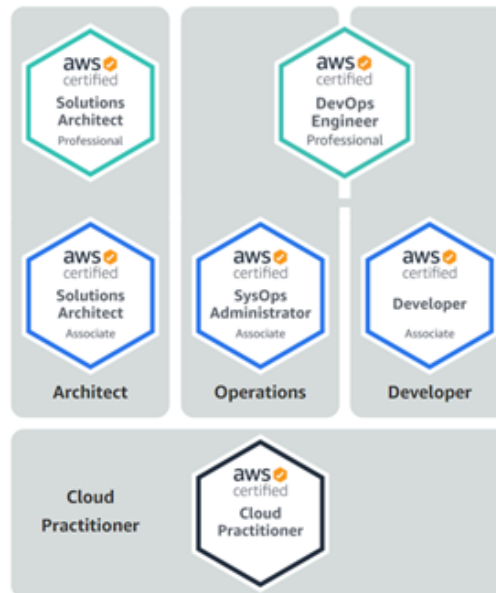 aws
certified
Solutions
Architect
Professional
aws
certified
DevOps
Engineer
Professional
aws
certified
Solutions
Architect
Associate
aws
certified
SysOps
Administrator
Associate
aws
certified
Developer
Associate
Architect
Operations
Developer
Cloud
Practitioner
aws
certified
Cloud
Practitioner